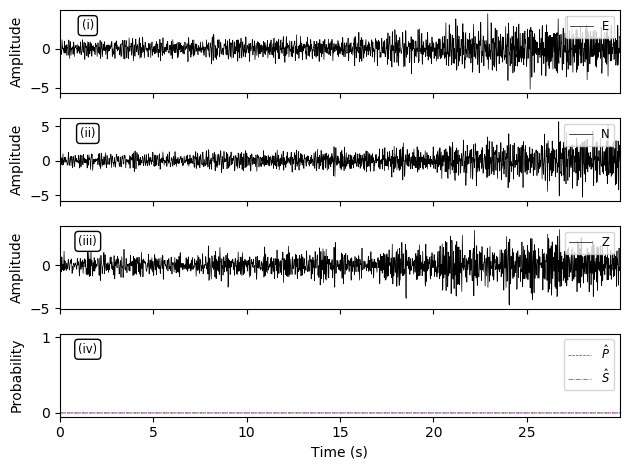 (i)
E
Amplitude
0
−5
(ii)
N
Amplitude
5
0
−5
(iii)
Z
Amplitude
0
−5
(iv)
P̂
Ŝ
Probability
1
0
0 5 10 15 20 25
Time (s)